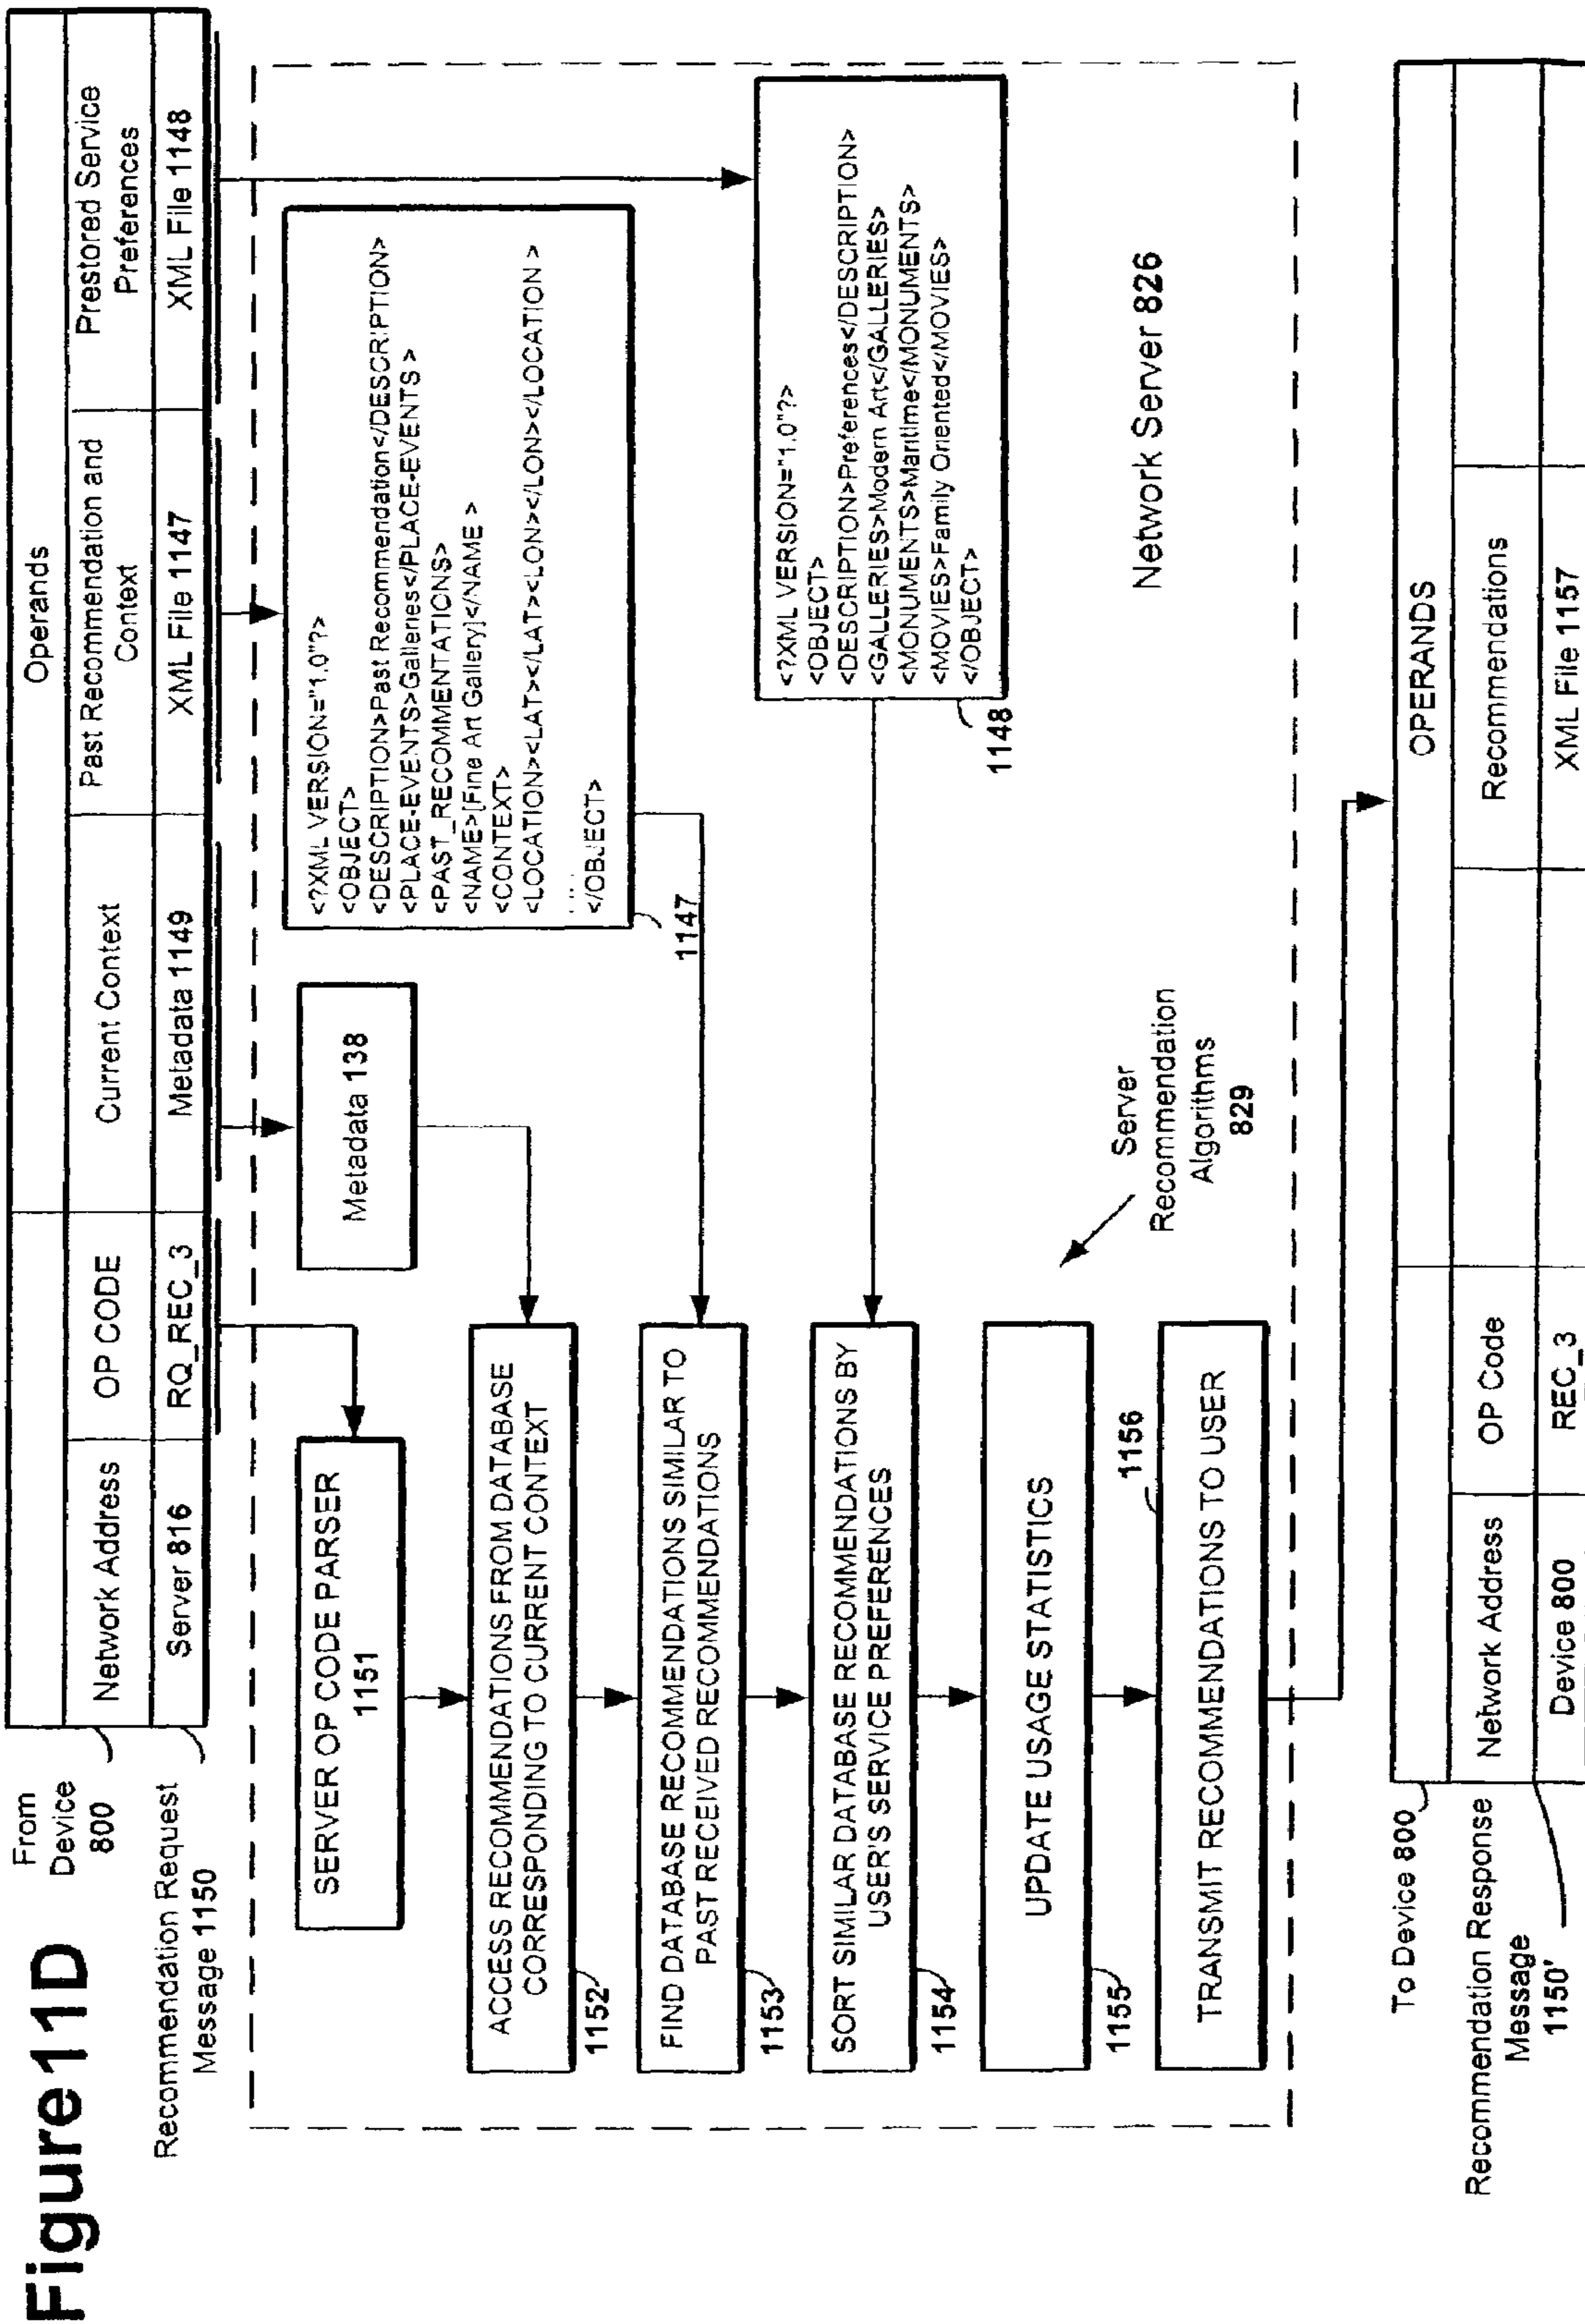 Figure11D
From
Device
800
Recommendation Request
Message 1150
Operands
Network Address
OP CODE
Current Context
Past Recommendation and
Context
Prestored Service
Preferences
Server 816
RQ_REC_3
Metadata 1149
XML File 1147
XML File 1148
SERVER OP CODE PARSER
1151
Metadata 138
<?XML VERSION="1.0"?>
<OBJECT>
<DESCRIPTION>Past Recommendation</DESCRIPTION>
<PLACE-EVENTS>Galleries</PLACE-EVENTS >
<PAST_RECOMMENTATIONS>
<NAME>[Fine Art Gallery]</NAME >
<CONTEXT>
<LOCATION><LAT></LAT><LON></LON></LOCATION >
...
</OBJECT>
1147
ACCESS RECOMMENDATIONS FROM DATABASE
CORRESPONDING TO CURRENT CONTEXT
1152
FIND DATABASE RECOMMENDATIONS SIMILAR TO
PAST RECEIVED RECOMMENDATIONS
1153
<?XML VERSION="1.0"?>
<OBJECT>
<DESCRIPTION>Preferences</DESCRIPTION>
<GALLERIES>Modern Art</GALLERIES>
<MONUMENTS>Maritime</MONUMENTS>
<MOVIES>Family Oriented</MOVIES>
</OBJECT>
1148
SORT SIMILAR DATABASE RECOMMENDATIONS BY
USER'S SERVICE PREFERENCES
1154
UPDATE USAGE STATISTICS
1155
TRANSMIT RECOMMENDATIONS TO USER
1156
Server
Recommendation
Algorithms
829
Network Server 826
To Device 800
Recommendation Response
Message
1150'
OPERANDS
Network Address
OP Code
Recommendations
Device 800
REC_3
XML File 1157